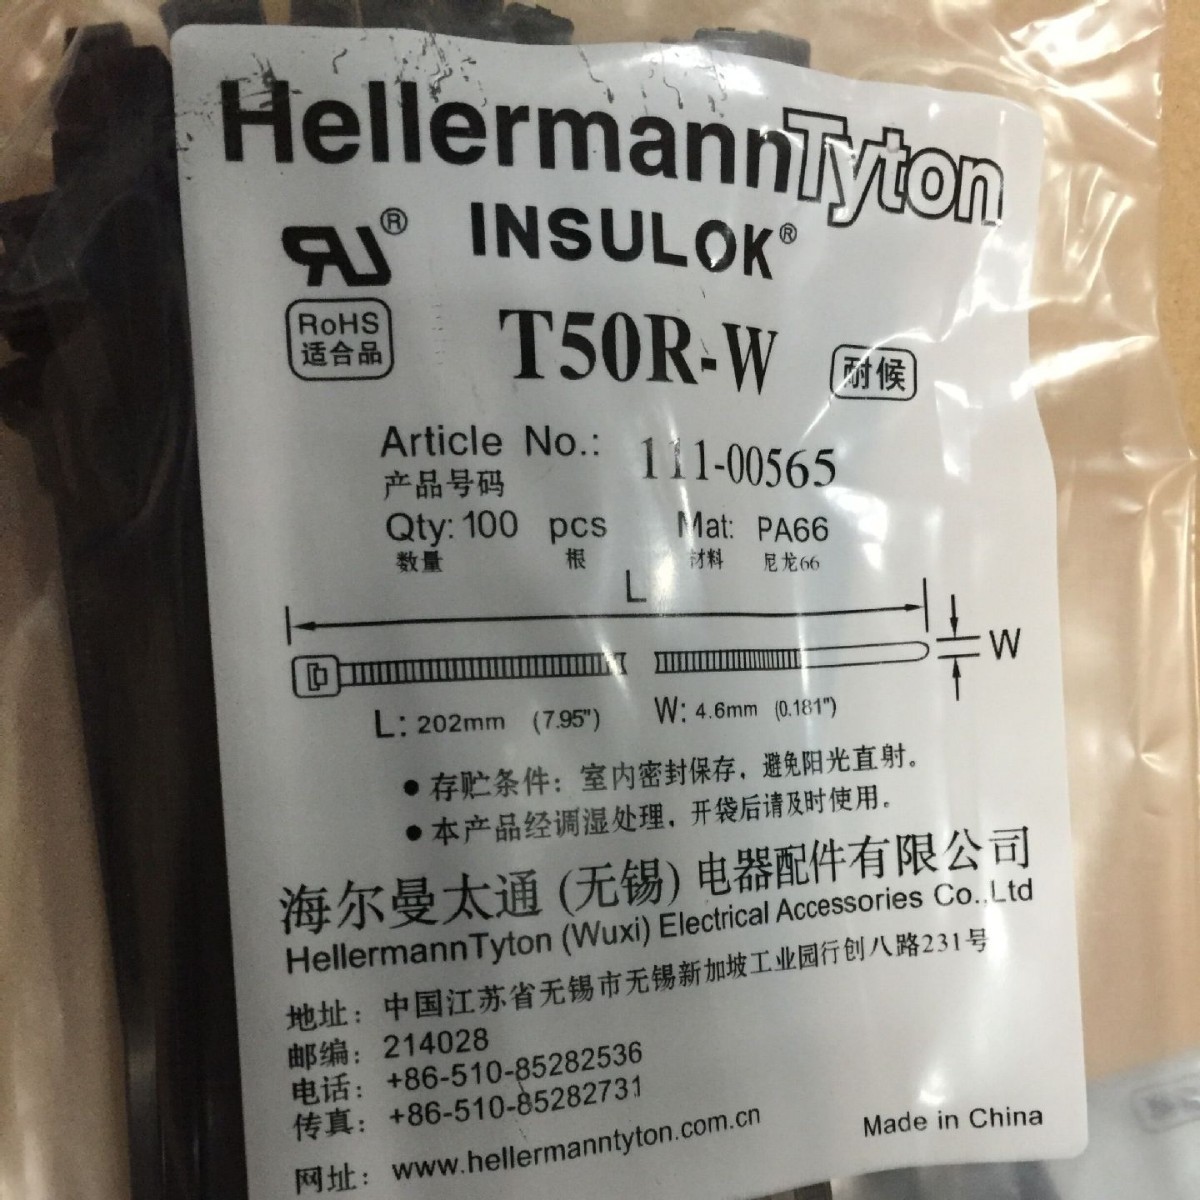 HellermannTyton
INSULOK®
RU®
RoHS
适合品
T50R-W
耐候
Article No.: 111-00565
产品号码
Qty: 100 pcs Mat: PA66
数量 根 材料 尼龙66
L
W
L: 202mm (7.95") W: 4.6mm (0.181")
• 存贮条件: 室内密封保存，避免阳光直射。
• 本产品经调湿处理，开袋后请及时使用。
海尔曼太通 (无锡) 电器配件有限公司
HellermannTyton (Wuxi) Electrical Accessories Co.,Ltd
地址: 中国江苏省无锡市无锡新加坡工业园行创八路231号
邮编: 214028
电话: +86-510-85282536
传真: +86-510-85282731
网址: www.hellermanntyton.com.cn
Made in China